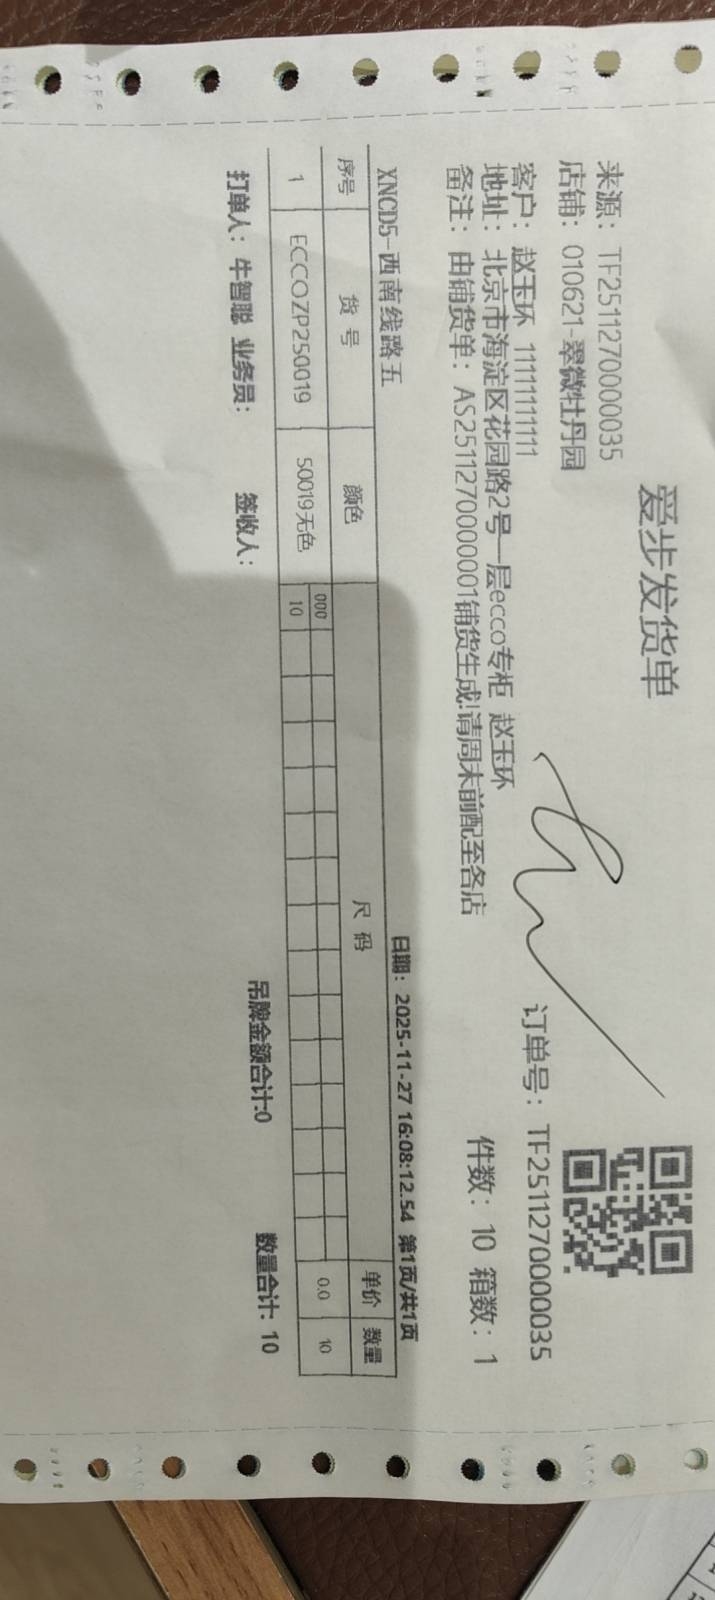 爱步发货单
来源： TF2511270000035
店铺： 010621-翠微牡丹园
订单号： TF2511270000035
客户： 赵玉环 11111111111
地址： 北京市海淀区花园路2号一层ecco专柜 赵玉环
件数： 10 箱数： 1
备注： 由铺货单： AS2511270000001铺货生成!请周末前配至各店
XNCD5-西南线路五
日期： 2025-11-27 16:08:12.54 第1页/共1页
序号 货 号 颜色 尺 码 单价 数量
000
1 ECCOZP250019 50019无色 10 0.0 10
打单人： 牛智聪 业务员： 签收人： 吊牌金额合计:0 数量合计: 10